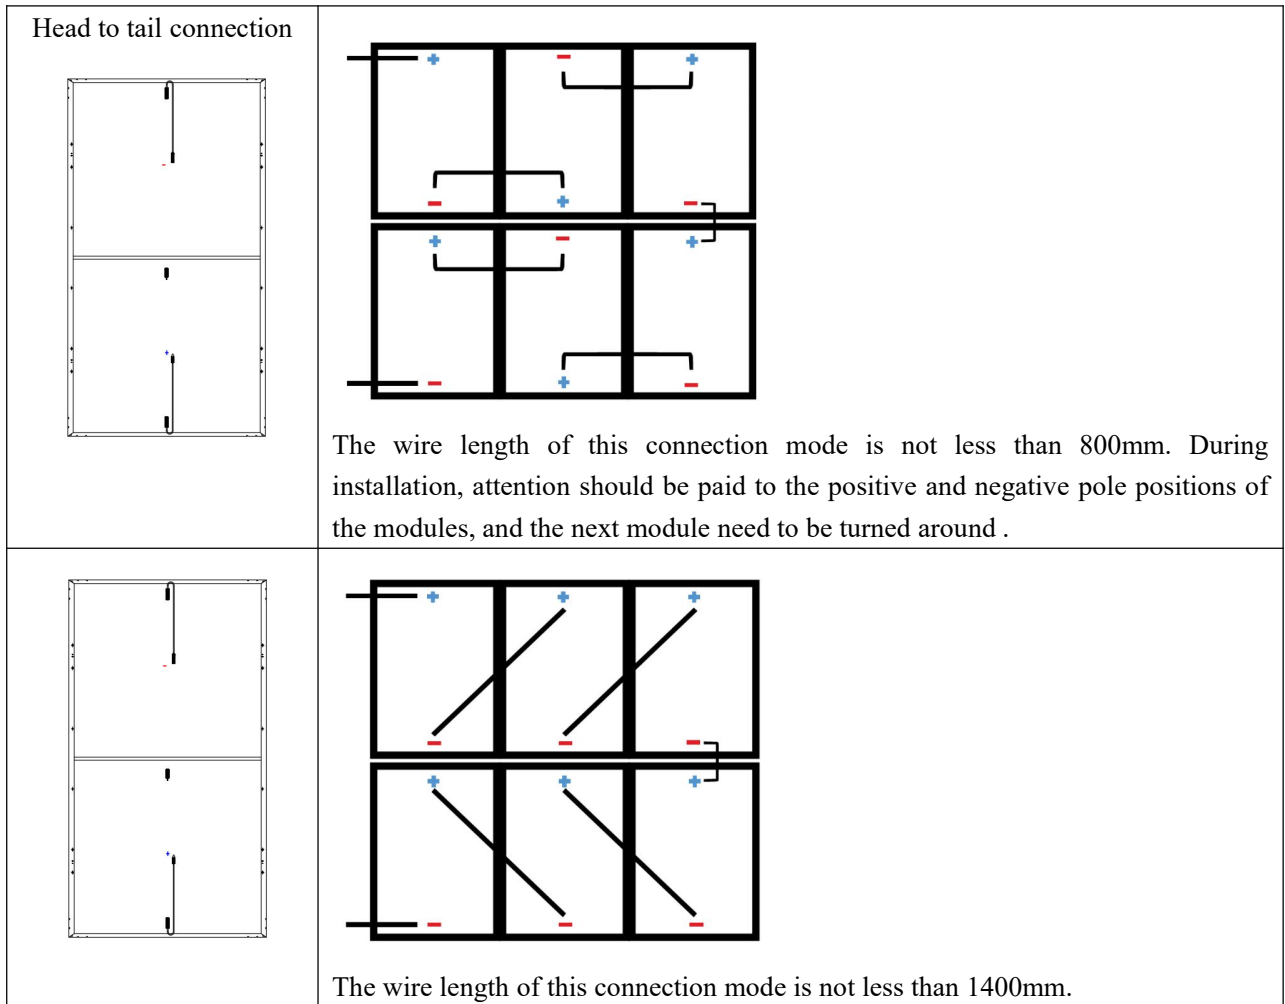 Head to tail connection
The wire length of this connection mode is not less than 800mm. During
installation, attention should be paid to the positive and negative pole positions of
the modules, and the next module need to be turned around .
The wire length of this connection mode is not less than 1400mm.